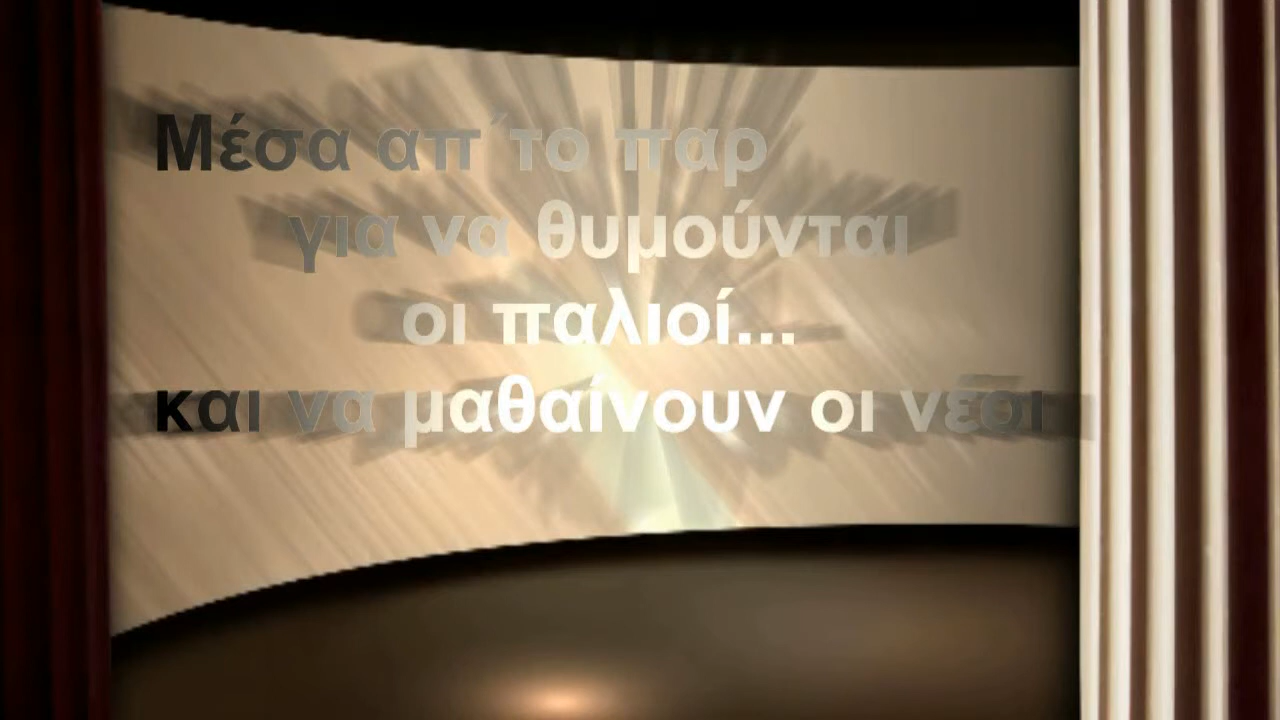 Μέσα απ΄το παρ
για να θυμούνται
οι παλιοί...
και να μαθαίνουν οι νέοι